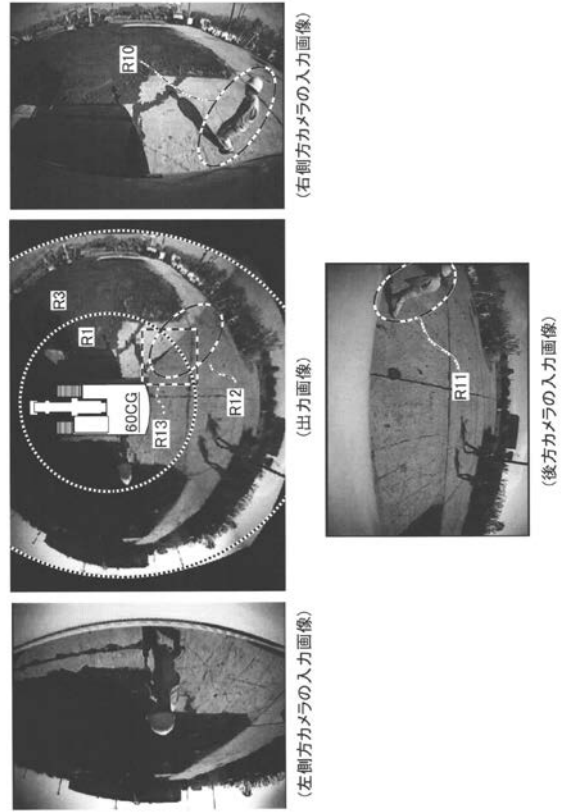 R10
(右側方カメラの入力画像)
R3
R1
60CG
R13
R12
(出力画像)
R11
(後方カメラの入力画像)
(左側方カメラの入力画像)